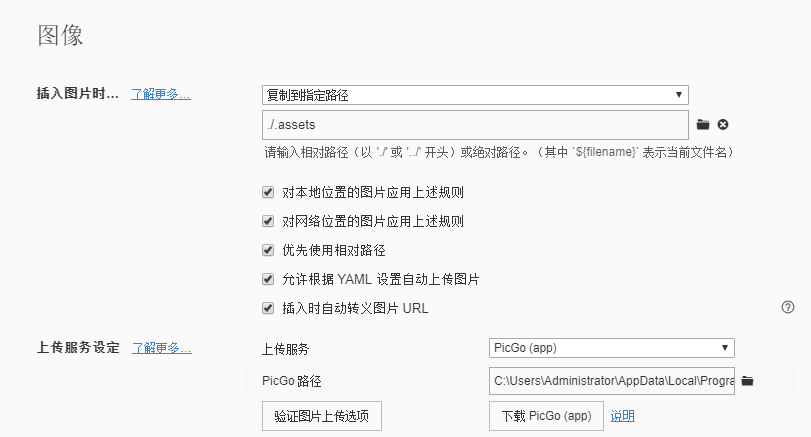 图像
插入图片时... 了解更多... 复制到指定路径
./.assets
请输入相对路径（以 './' 或 '../' 开头）或绝对路径。（其中 `${filename}` 表示当前文件名）
对本地位置的图片应用上述规则
对网络位置的图片应用上述规则
优先使用相对路径
允许根据 YAML 设置自动上传图片
插入时自动转义图片 URL
上传服务设定 了解更多... 上传服务 PicGo (app)
PicGo 路径 C:\Users\Administrator\AppData\Local\Progra
验证图片上传选项 下载 PicGo (app) 说明